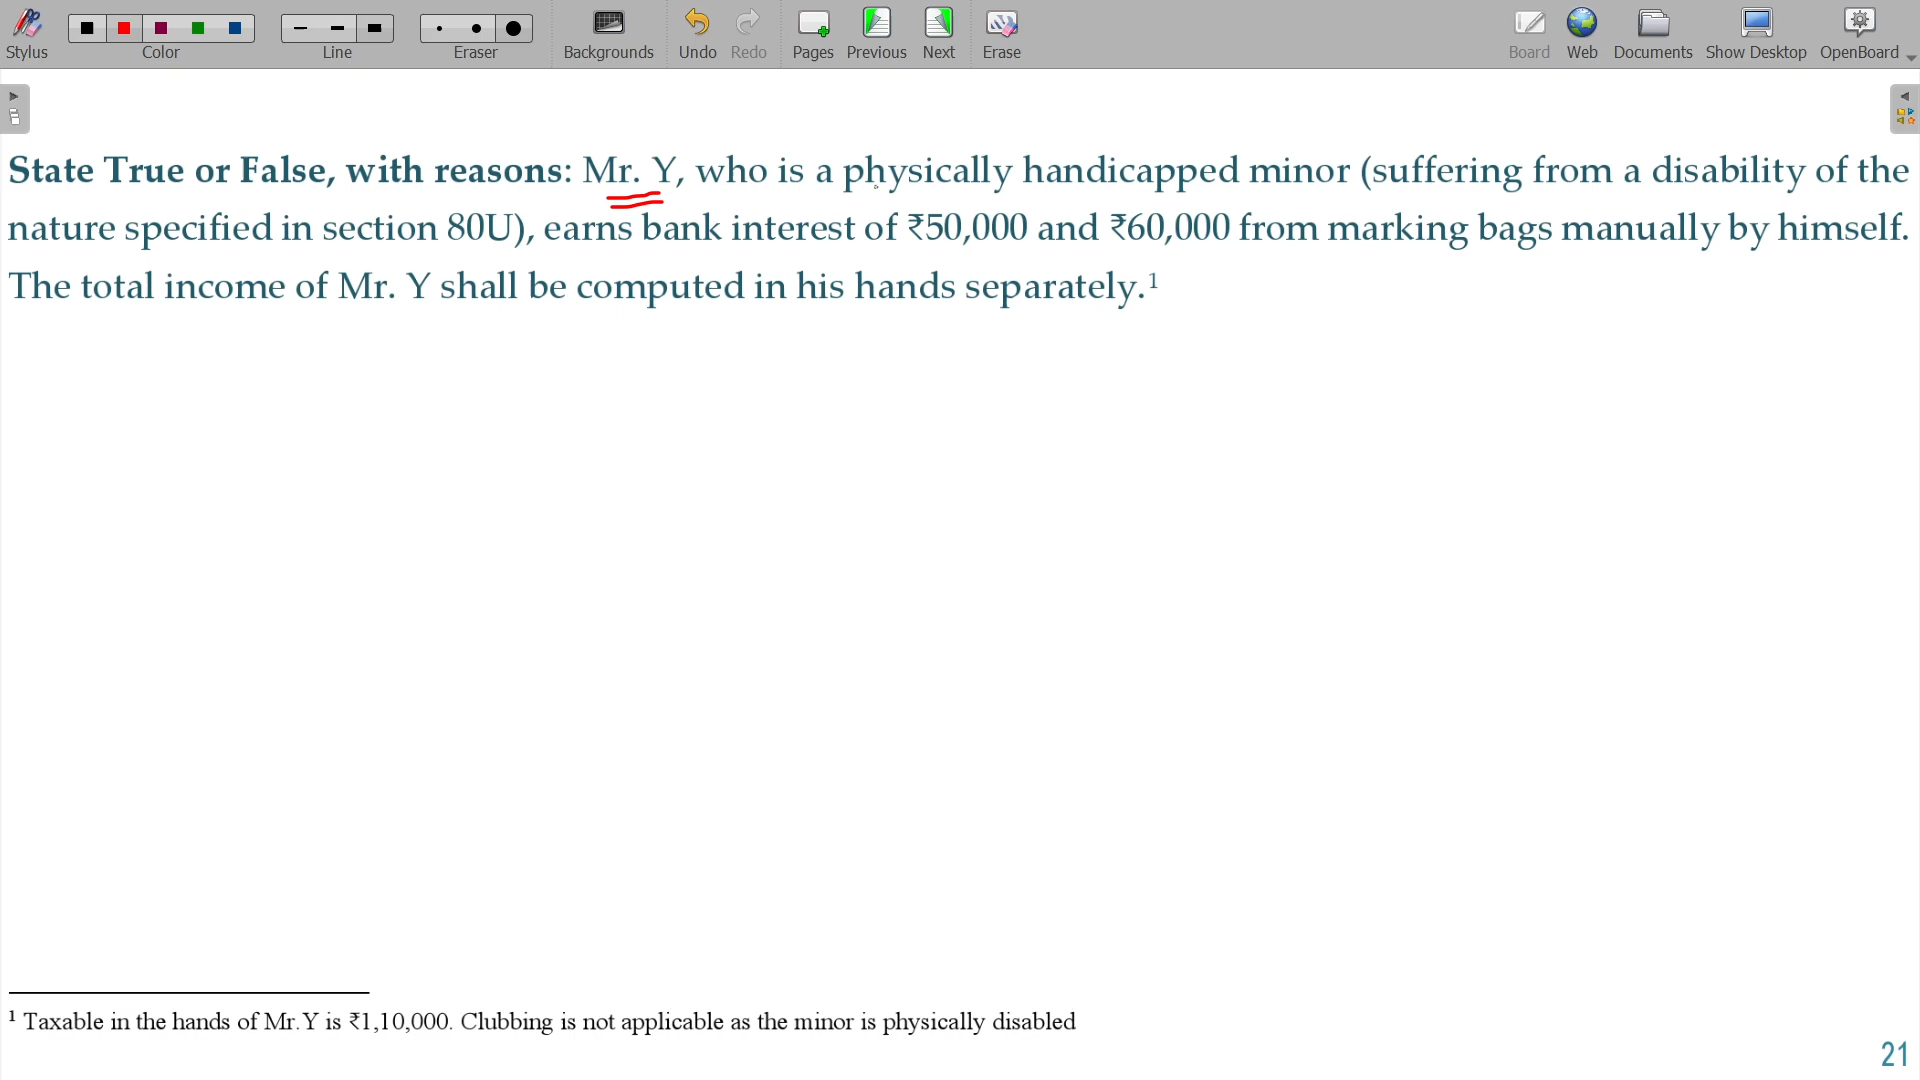 Stylus Color Line Eraser Backgrounds Undo Redo Pages Previous Next Erase Board Web Documents Show Desktop OpenBoard
State True or False, with reasons: Mr. Y, who is a physically handicapped minor (suffering from a disability of the
nature specified in section 80U), earns bank interest of ₹50,000 and ₹60,000 from marking bags manually by himself.
The total income of Mr. Y shall be computed in his hands separately.¹
¹ Taxable in the hands of Mr.Y is ₹1,10,000. Clubbing is not applicable as the minor is physically disabled
21